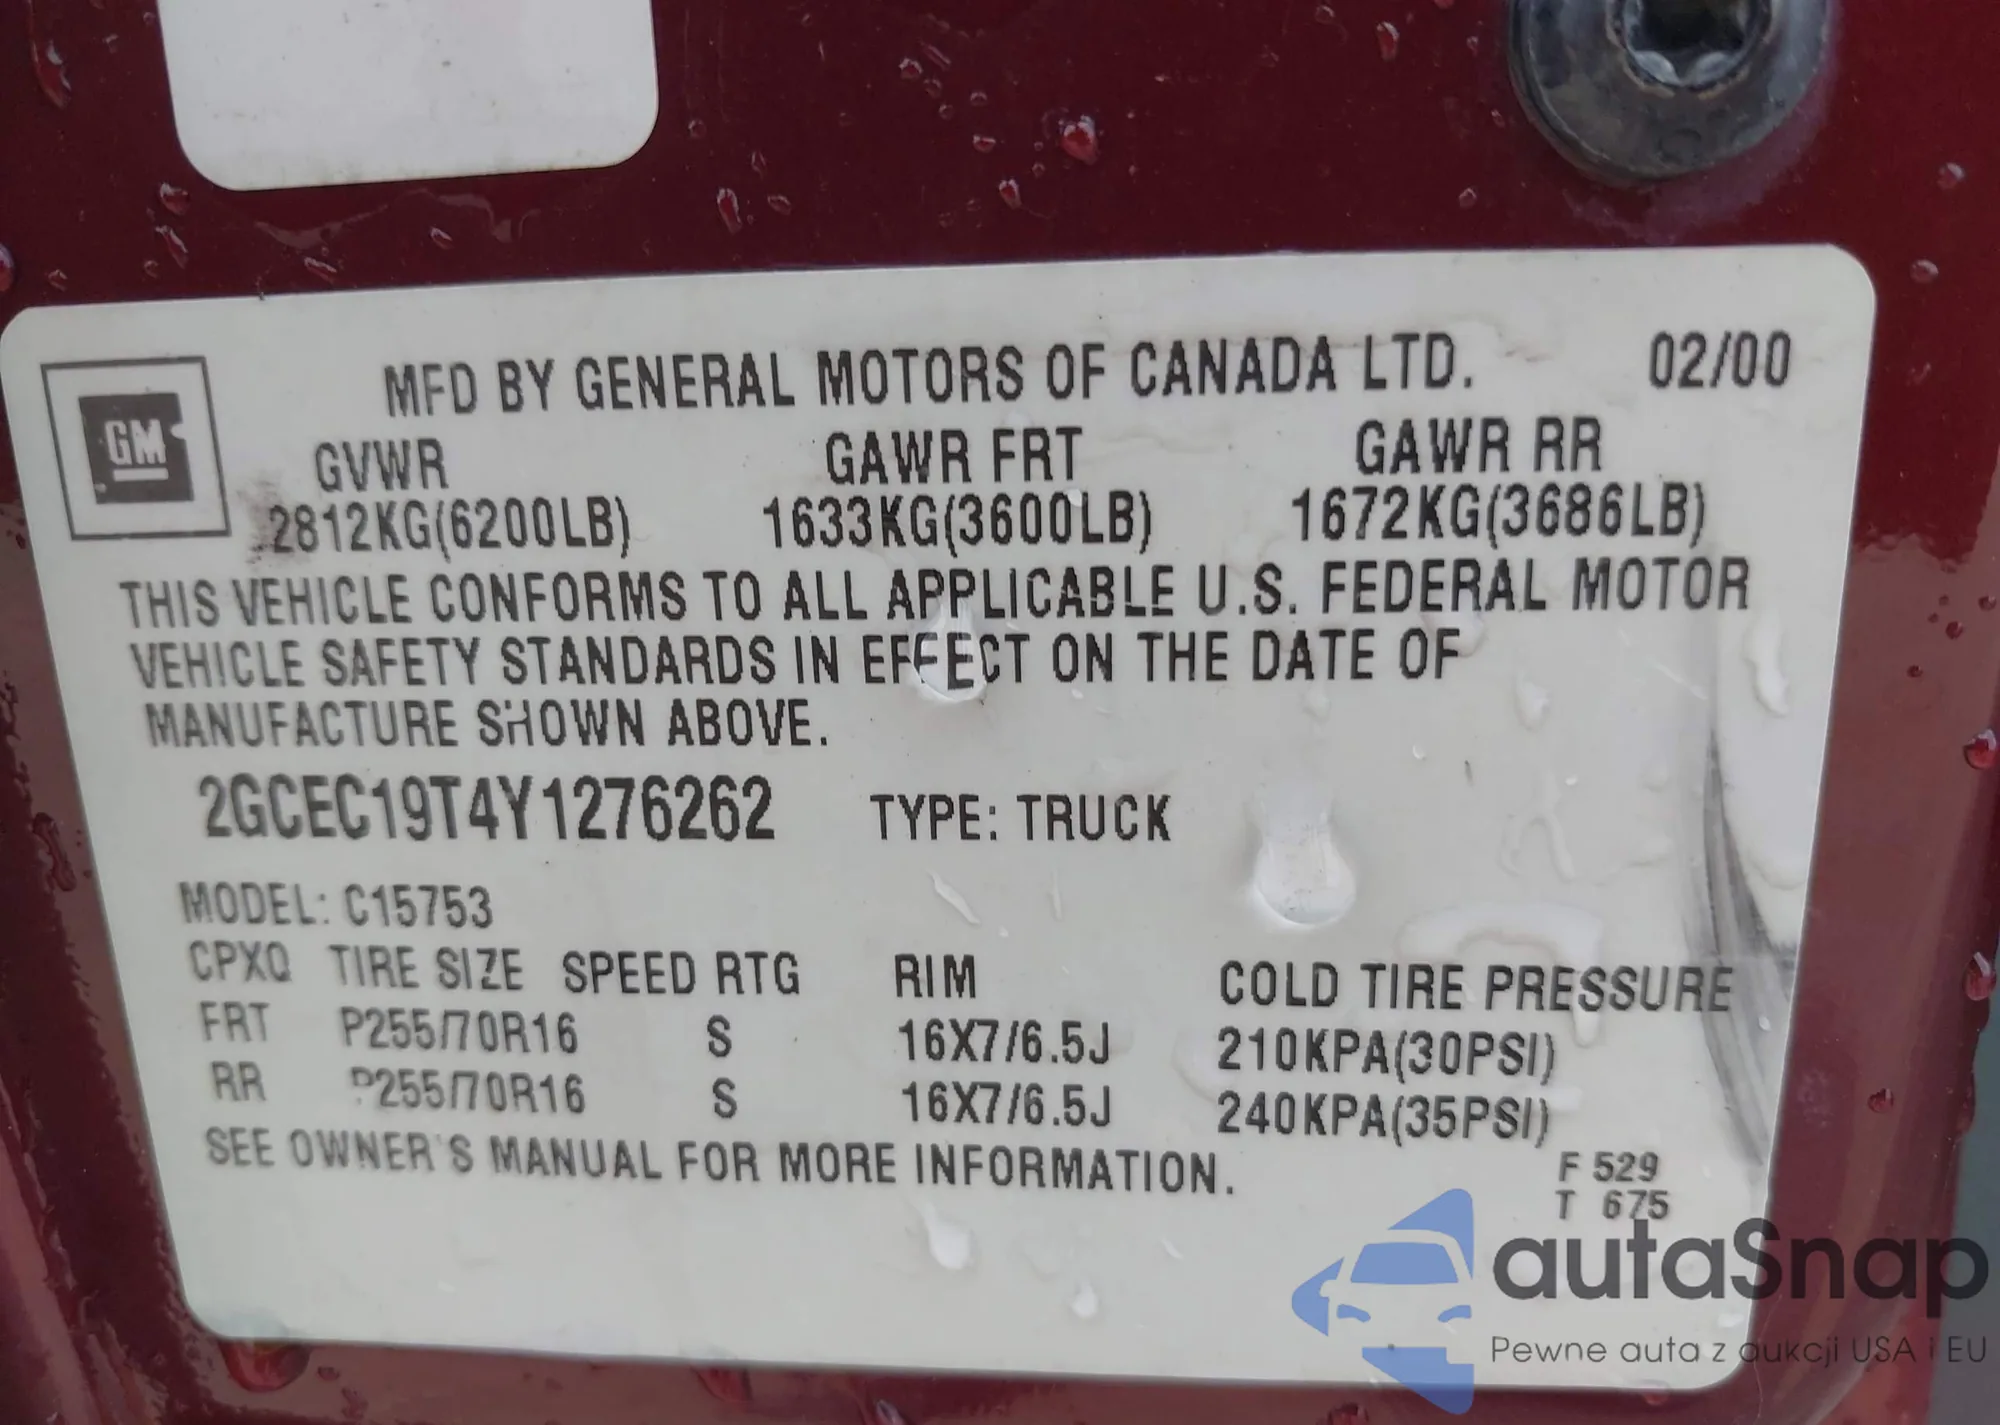 MFD BY GENERAL MOTORS OF CANADA LTD. 02/00
GM
GVWR GAWR FRT GAWR RR
2812KG(6200LB) 1633KG(3600LB) 1672KG(3686LB)
THIS VEHICLE CONFORMS TO ALL APPLICABLE U.S. FEDERAL MOTOR
VEHICLE SAFETY STANDARDS IN EFFECT ON THE DATE OF
MANUFACTURE SHOWN ABOVE.
2GCEC19T4Y1276262 TYPE: TRUCK
MODEL: C15753
CPXQ TIRE SIZE SPEED RTG RIM COLD TIRE PRESSURE
FRT P255/70R16 S 16X7/6.5J 210KPA(30PSI)
RR P255/70R16 S 16X7/6.5J 240KPA(35PSI)
SEE OWNER'S MANUAL FOR MORE INFORMATION.
F 529
T 675
autaSnap
Pewne auta z aukcji USA i EU